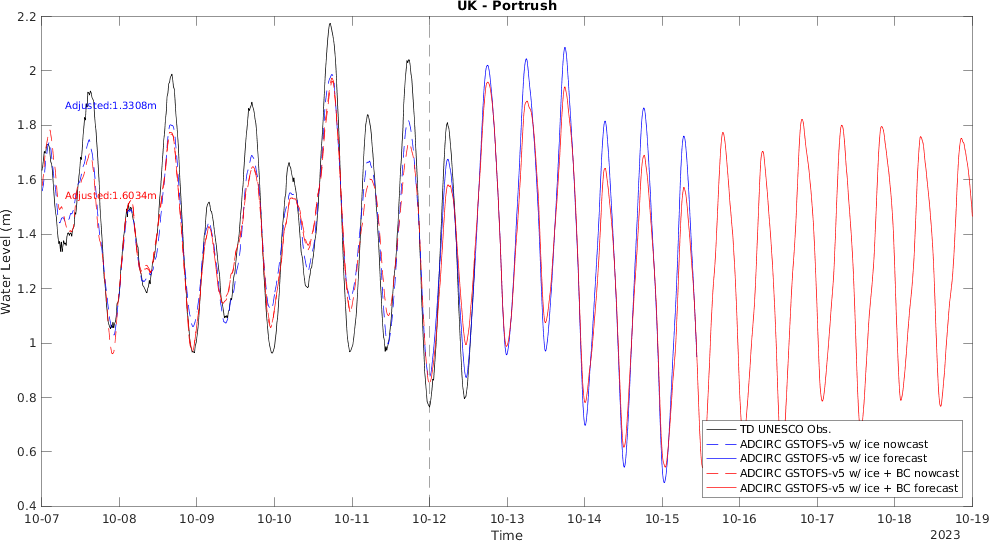 UK - Portrush
2.2
2
1.8
1.6
1.4
1.2
1
0.8
0.6
0.4
Water Level (m)
Adjusted:1.3308m
Adjusted:1.6034m
TD UNESCO Obs.
ADCIRC GSTOFS-v5 w/ ice nowcast
ADCIRC GSTOFS-v5 w/ ice forecast
ADCIRC GSTOFS-v5 w/ ice + BC nowcast
ADCIRC GSTOFS-v5 w/ ice + BC forecast
10-07 10-08 10-09 10-10 10-11 10-12 10-13 10-14 10-15 10-16 10-17 10-18 10-19
Time
2023